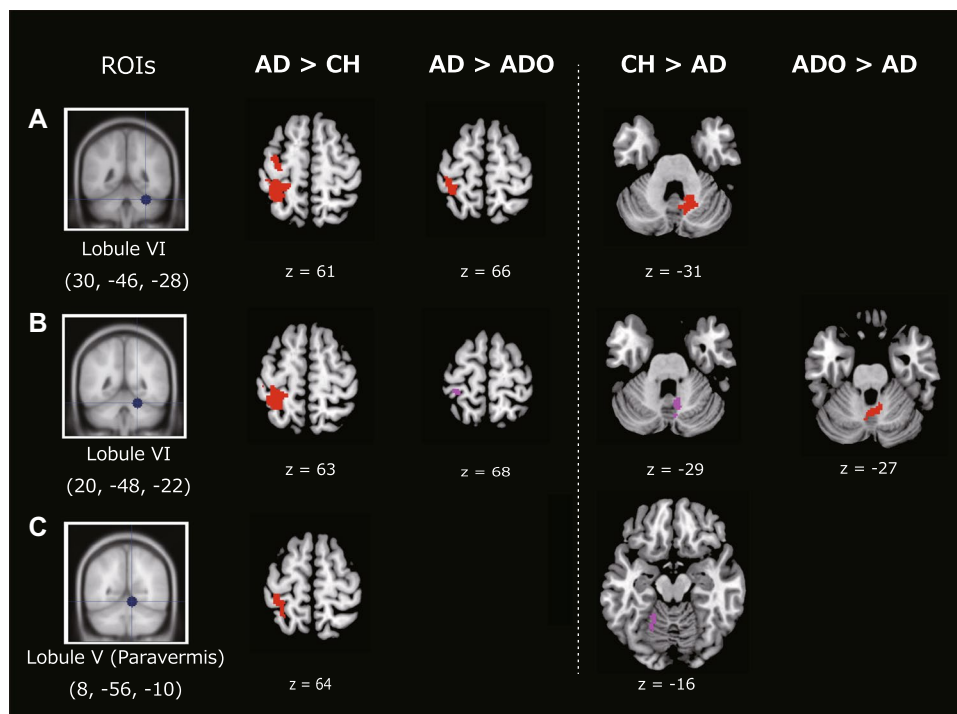 ROIs AD > CH AD > ADO CH > AD ADO > AD
A
Lobule VI
(30, -46, -28)
z = 61 z = 66 z = -31
B
Lobule VI
(20, -48, -22)
z = 63 z = 68 z = -29 z = -27
C
Lobule V (Paravermis)
(8, -56, -10)
z = 64 z = -16